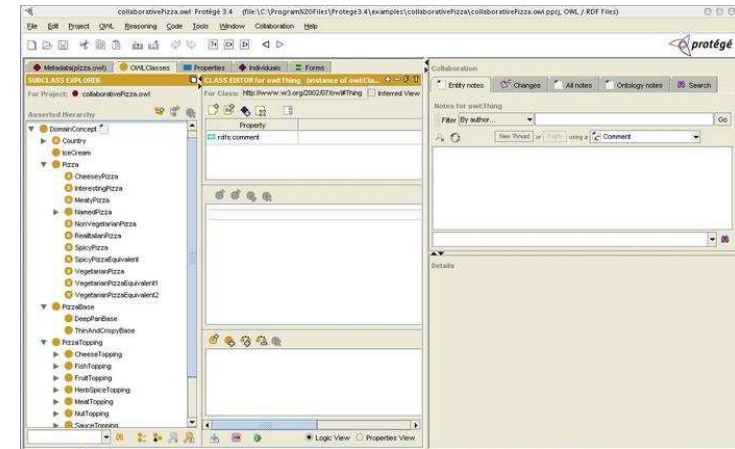 collaborativePizza.owl Protégé 3.4 (file:\C:\Program%20Files\Protege3.4\examples\collaborativePizza\collaborativePizza.owl.pprj, OWL / RDF Files)
File Edit Project OWL Reasoning Code Tools Window Collaboration Help
protégé
Metadata(pizza.owl) OWLClasses Properties Individuals Forms
SUBCLASS EXPLORER
For Project: collaborativePizza.owl
Asserted Hierarchy
DomainConcept
Country
IceCream
Pizza
CheeseyPizza
InterestingPizza
MeatyPizza
NamedPizza
NonVegetarianPizza
RealItalianPizza
SpicyPizza
SpicyPizzaEquivalent
VegetarianPizza
VegetarianPizzaEquivalent1
VegetarianPizzaEquivalent2
PizzaBase
DeepPanBase
ThinAndCrispyBase
PizzaTopping
CheeseTopping
FishTopping
FruitTopping
HerbSpiceTopping
MeatTopping
NutTopping
SauceTopping
CLASS EDITOR for owl:Thing (instance of owl:Cla...
For Class: http://www.w3.org/2002/07/owl#Thing Inferred View
Property
rdfs:comment
Logic View Properties View
Collaboration
Entity notes Changes All notes Ontology notes Search
Notes for owl:Thing
Filter By author... Go
New Thread or Reply using a Comment
Details